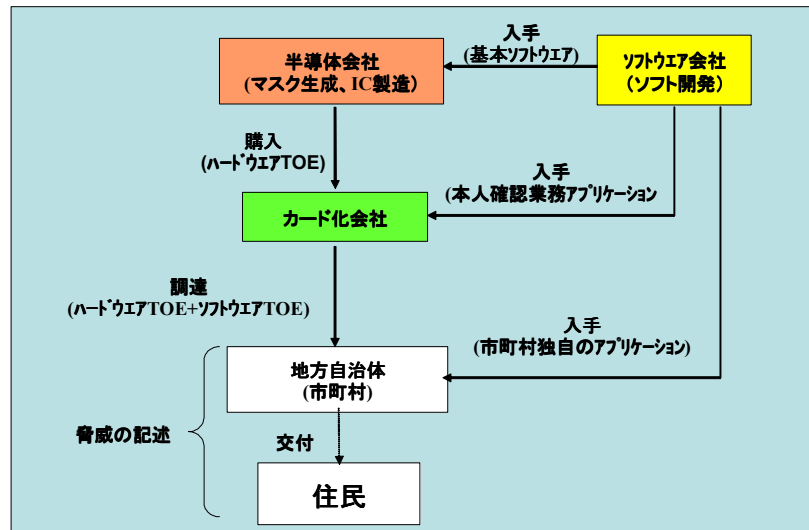 半導体会社
(マスク生成、IC製造)
入手
(基本ソフトウエア)
ソフトウエア会社
(ソフト開発)
購入
(ハードウエアTOE)
入手
(本人確認業務アプリケーション
カード化会社
調達
(ハードウエアTOE+ソフトウエアTOE)
入手
(市町村独自のアプリケーション)
地方自治体
(市町村)
脅威の記述
交付
住民